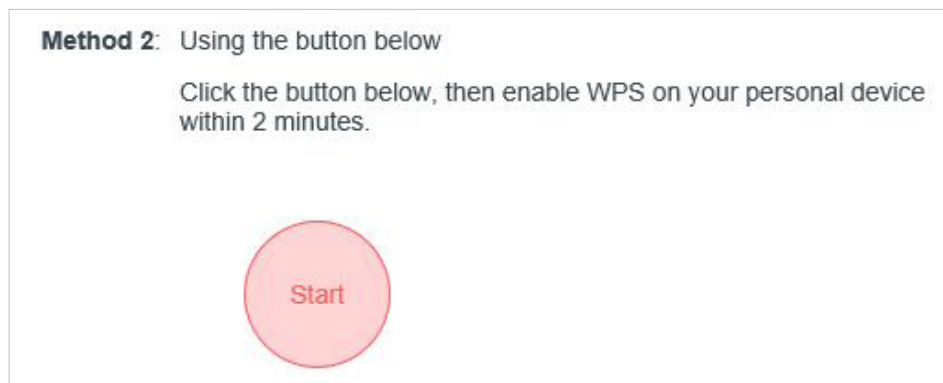 Method 2: Using the button below
Click the button below, then enable WPS on your personal device
within 2 minutes.
Start